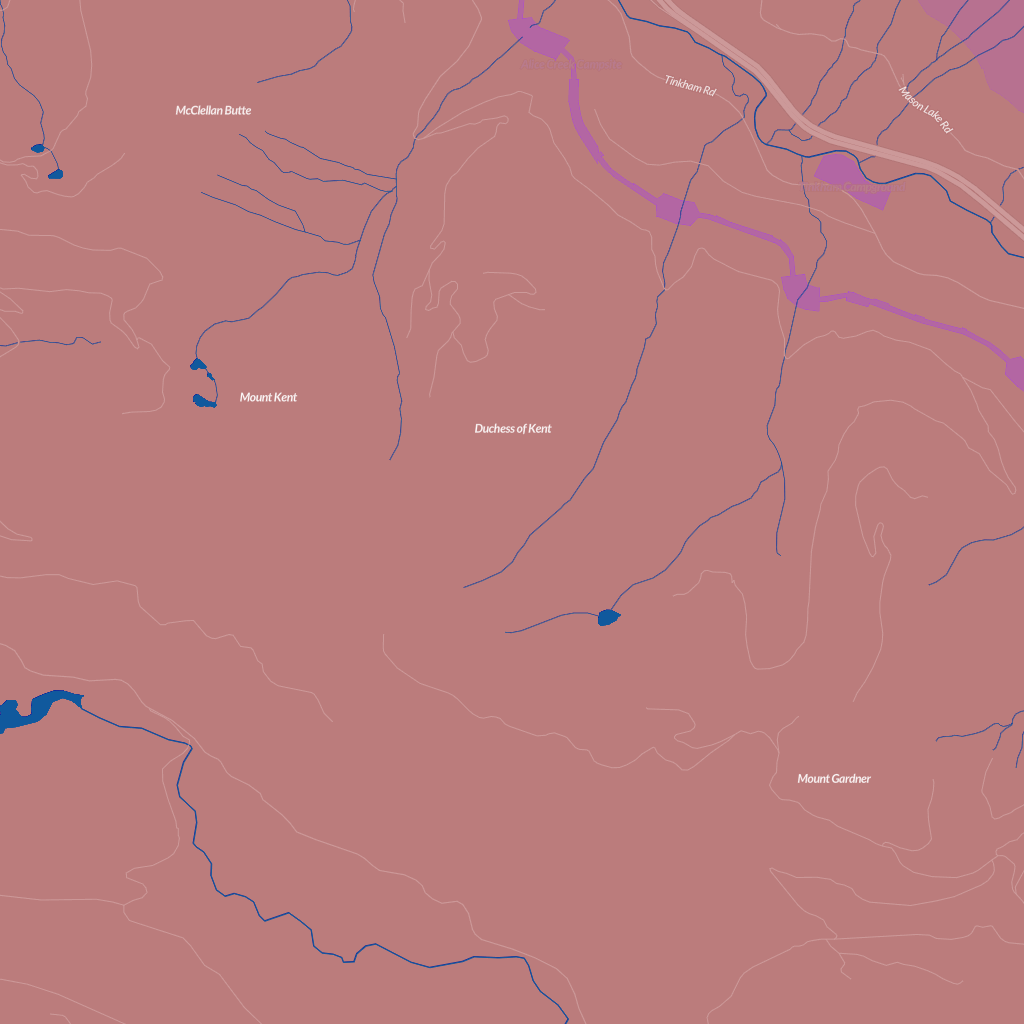 Tinkham Rd
Mason Lake Rd
McClellan Butte
Mount Kent
Duchess of Kent
Mount Gardner